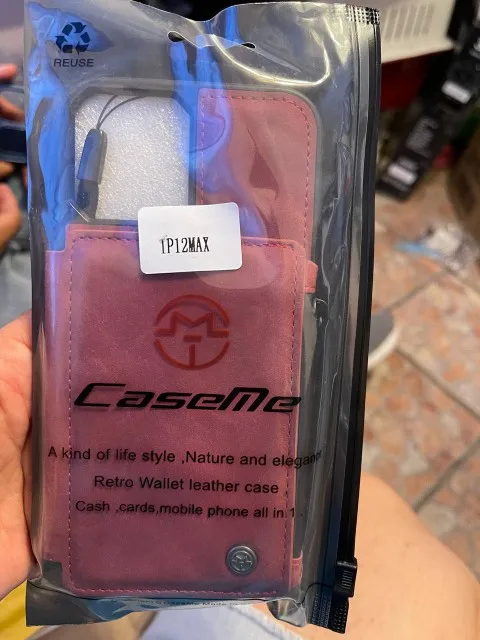 REUSE
IP12MAX
CaseMe
A kind of life style ,Nature and elegan
Retro Wallet leather case
Cash ,cards,mobile phone all in 1